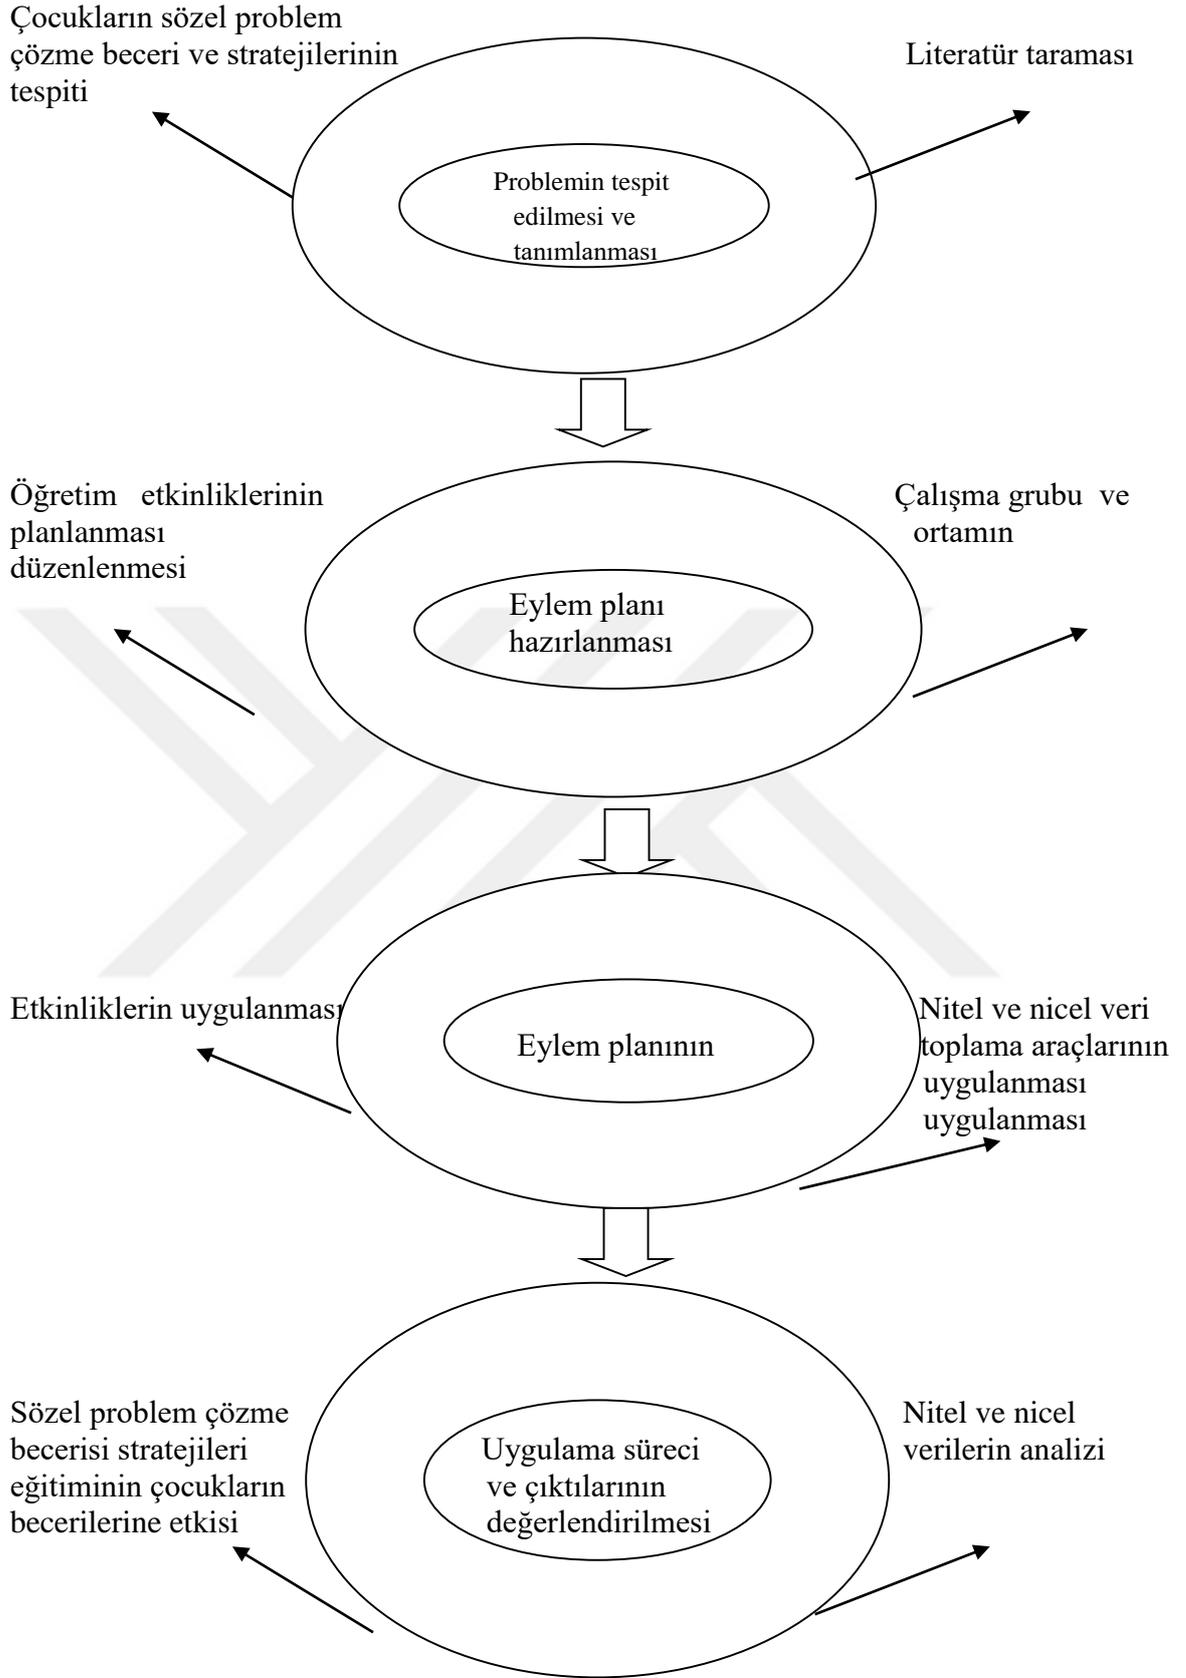 Çocukların sözel problem
çözme beceri ve stratejilerinin
tespiti
Literatür taraması
Problemin tespit
edilmesi ve
tanımlanması
Öğretim etkinliklerinin
planlanması
düzenlenmesi
Çalışma grubu ve
ortamın
Eylem planı
hazırlanması
Etkinliklerin uygulanması
Eylem planının
Nitel ve nicel veri
toplama araçlarının
uygulanması
uygulanması
Sözel problem çözme
becerisi stratejileri
eğitiminin çocukların
becerilerine etkisi
Uygulama süreci
ve çıktılarının
değerlendirilmesi
Nitel ve nicel
verilerin analizi